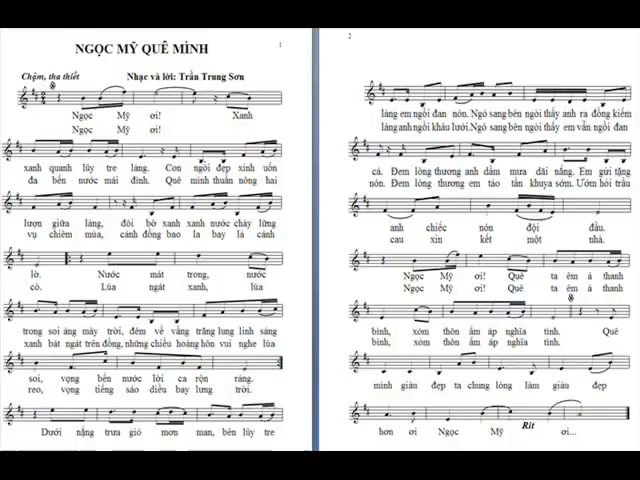 NGỌC MỸ QUÊ MÌNH
1
Chậm, tha thiết
Nhạc và lời: Trần Trung Sơn
Ngọc Mỹ ơi! Xanh
Ngọc Mỹ ơi!
xanh quanh lũy tre làng. Con ngòi đẹp xinh uốn
đa bến nước mái đình. Quê mình thuần nông hai
lượn giữa làng, đôi bờ xanh xanh nước chảy lững
vụ chiêm mùa, cánh đồng bao la bay lả cánh
lờ. Nước mát trong, nước
cò. Lúa ngát xanh, lúa
trong soi áng mây trời, đêm về vầng trăng lung linh sáng
xanh bát ngát trên đồng, những chiều hoàng hôn vui nghe lúa
soi, vọng bến nước lời ca rộn ràng.
reo, vọng tiếng sáo diều bay lưng trời.
Dưới nắng trưa gió mơn man, bên lũy tre
2
làng em ngồi đan nón. Ngó sang bên ngòi thấy anh ra đồng kiếm
làng anh ngồi khâu lưới. Ngó sang bên ngòi thấy em vẫn ngồi đan
cá. Đem lòng thương anh dầm mưa dãi nắng. Em gửi tặng
nón. Đem lòng thương em tảo tần khuya sớm. Ướm hỏi trầu
anh chiếc nón đội đầu.
cau xin kết một nhà.
Ngọc Mỹ ơi! Quê ta êm ả thanh
Ngọc Mỹ ơi! Quê ta êm ả thanh
bình, xóm thôn ấm áp nghĩa tình. Quê
bình, xóm thôn ấm áp nghĩa tình.
mình giàu đẹp ta chung lòng làm giàu đẹp
hơn ơi Ngọc Mỹ ơi...
Rit